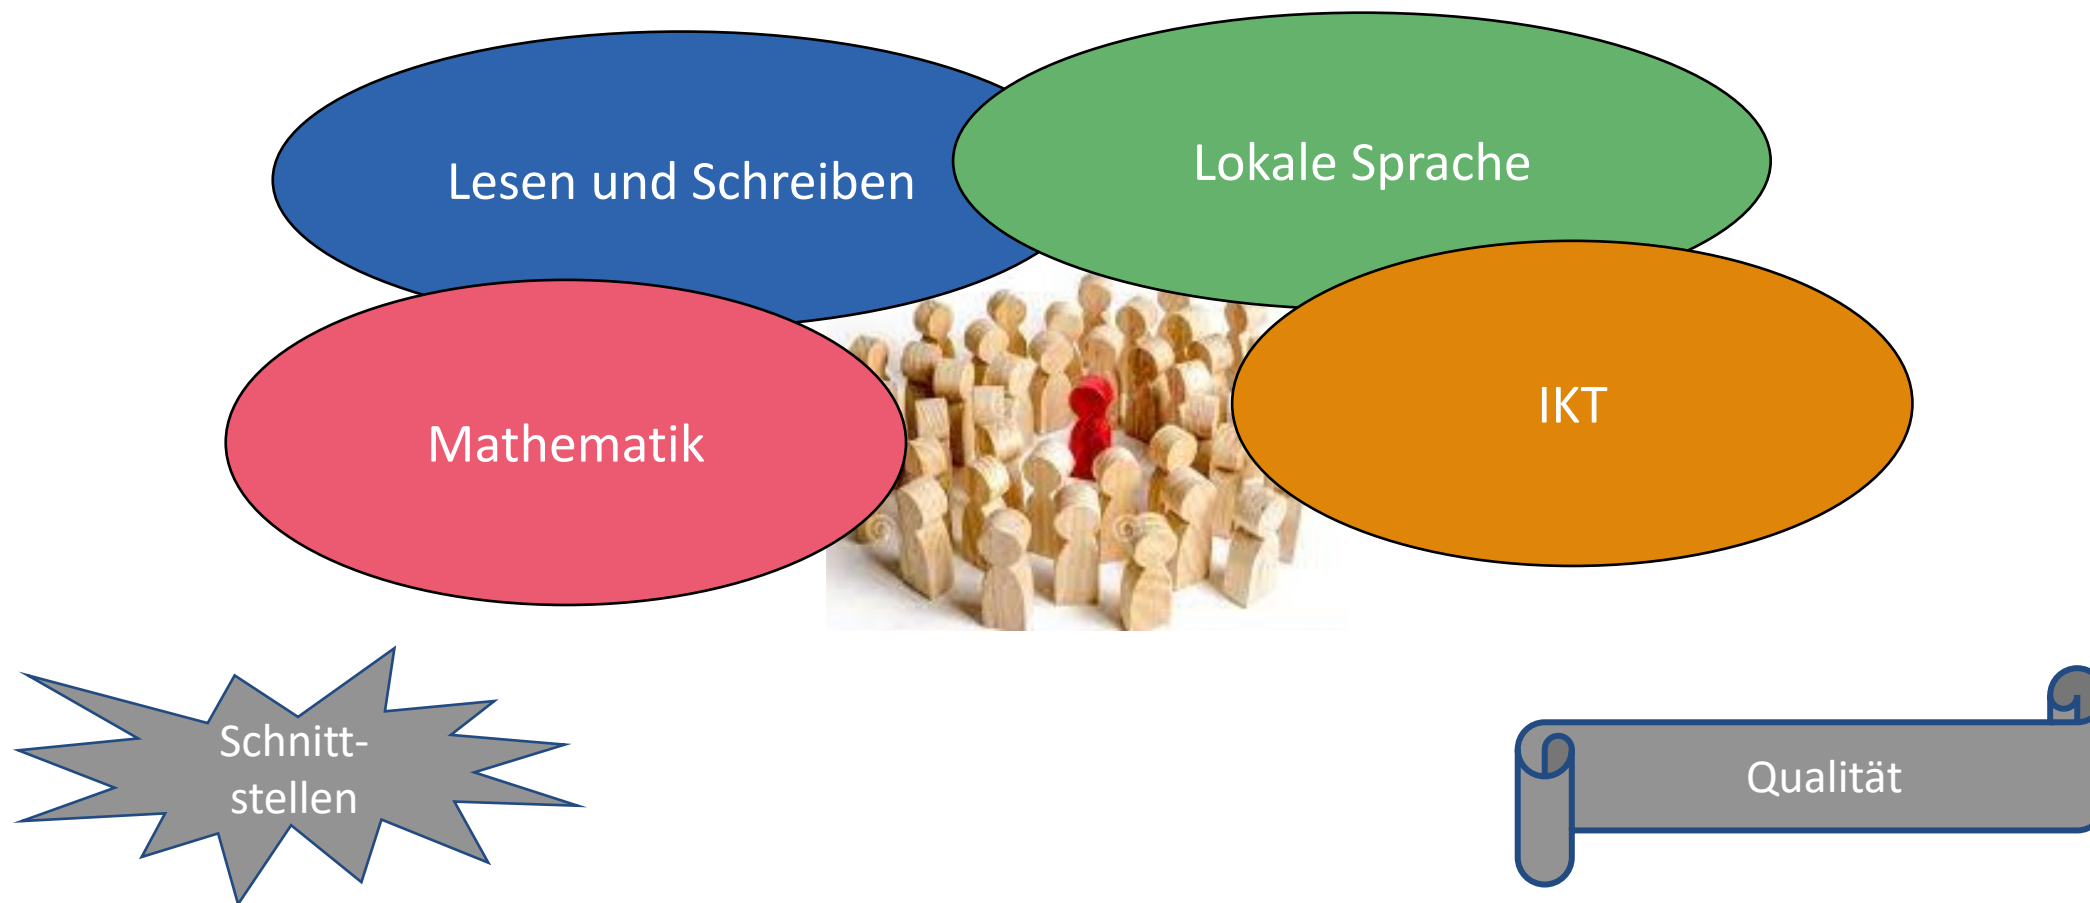 Lesen und Schreiben
Lokale Sprache
Mathematik
IKT
Schnitt-
stellen
Qualität